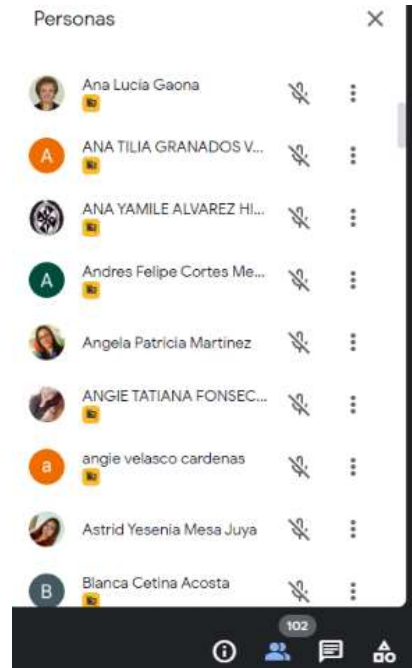 Personas
Ana Lucía Gaona
A
ANA TILIA GRANADOS V...
ANA YAMILE ALVAREZ HI...
A
Andres Felipe Cortes Me...
Angela Patricia Martinez
ANGIE TATIANA FONSEC...
a
angie velasco cardenas
Astrid Yesenia Mesa Juya
B
Blanca Cetina Acosta
102